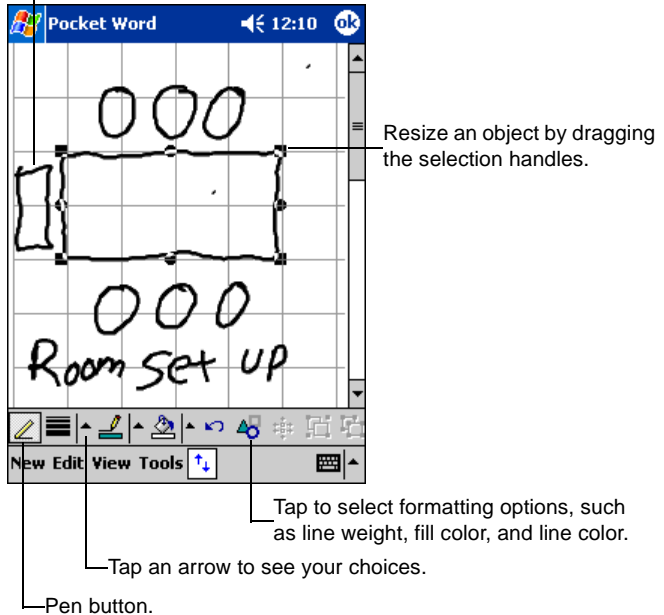 Pocket Word 12:10 ok
000
Resize an object by dragging
the selection handles.
000
Room set up
New Edit View Tools
Tap to select formatting options, such
as line weight, fill color, and line color.
Tap an arrow to see your choices.
Pen button.